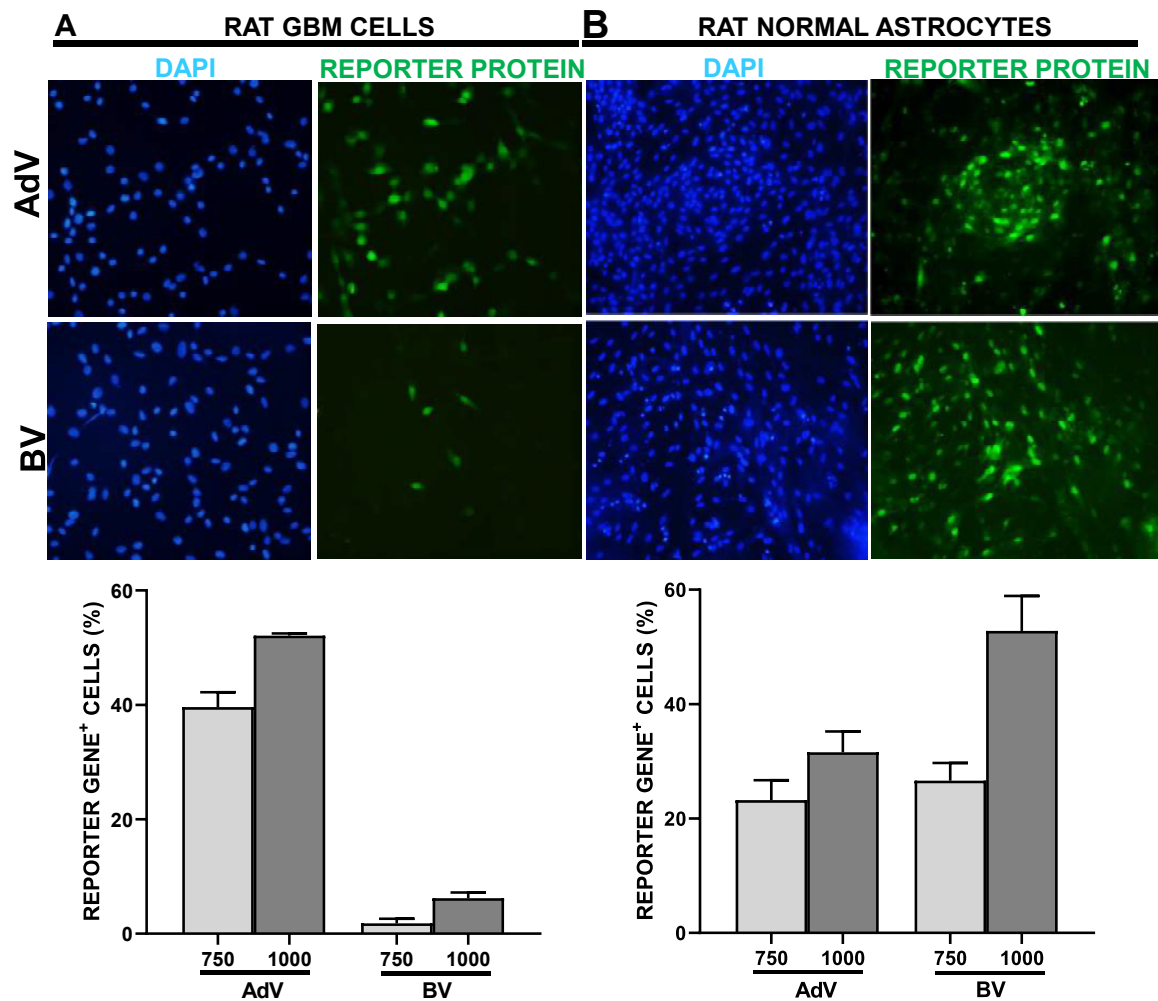 A RAT GBM CELLS
B RAT NORMAL ASTROCYTES
DAPI REPORTER PROTEIN
DAPI REPORTER PROTEIN
AdV
BV
REPORTER GENE+ CELLS (%)
60
40
20
0
750 1000 750 1000
AdV BV
REPORTER GENE+ CELLS (%)
60
40
20
0
750 1000 750 1000
AdV BV